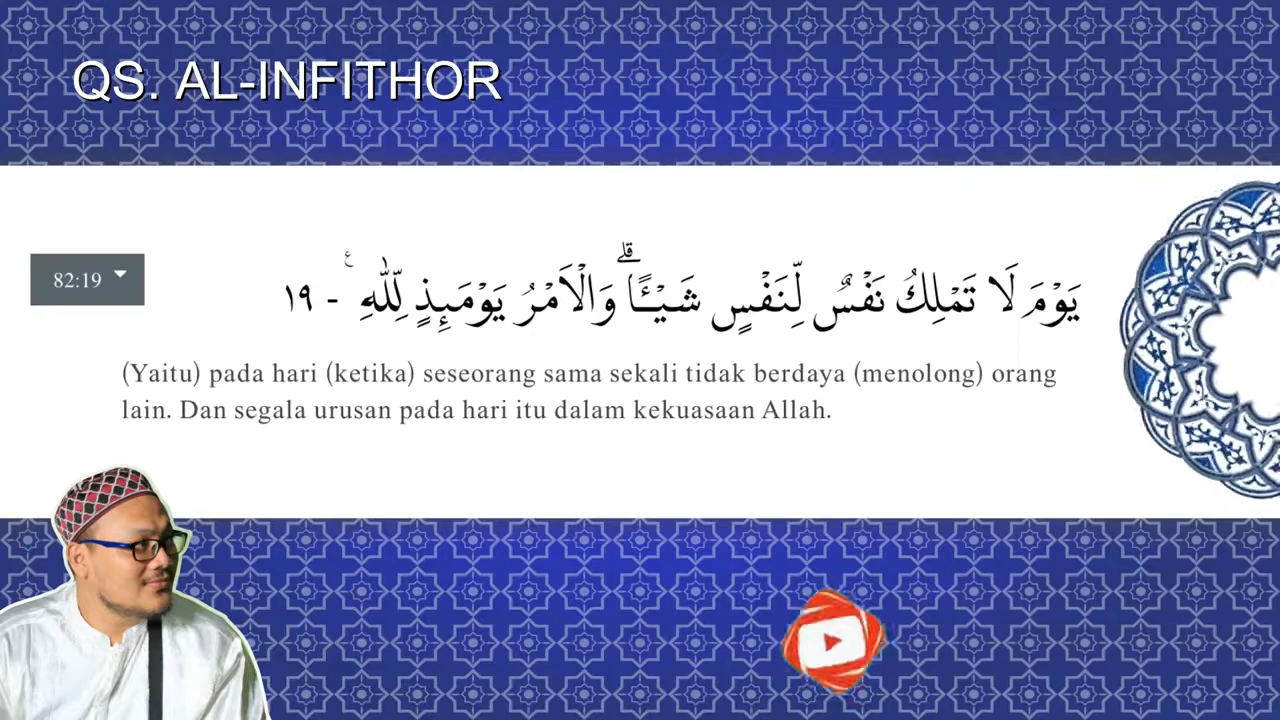 QS. AL-INFITHOR
82:19
يَوْمَ لَا تَمْلِكُ نَفْسٌ لِّنَفْسٍ شَيْـًٔا ۗوَالْاَمْرُ يَوْمَىِٕذٍ لِّلّٰهِ ࣖ - ١٩
(Yaitu) pada hari (ketika) seseorang sama sekali tidak berdaya (menolong) orang
lain. Dan segala urusan pada hari itu dalam kekuasaan Allah.